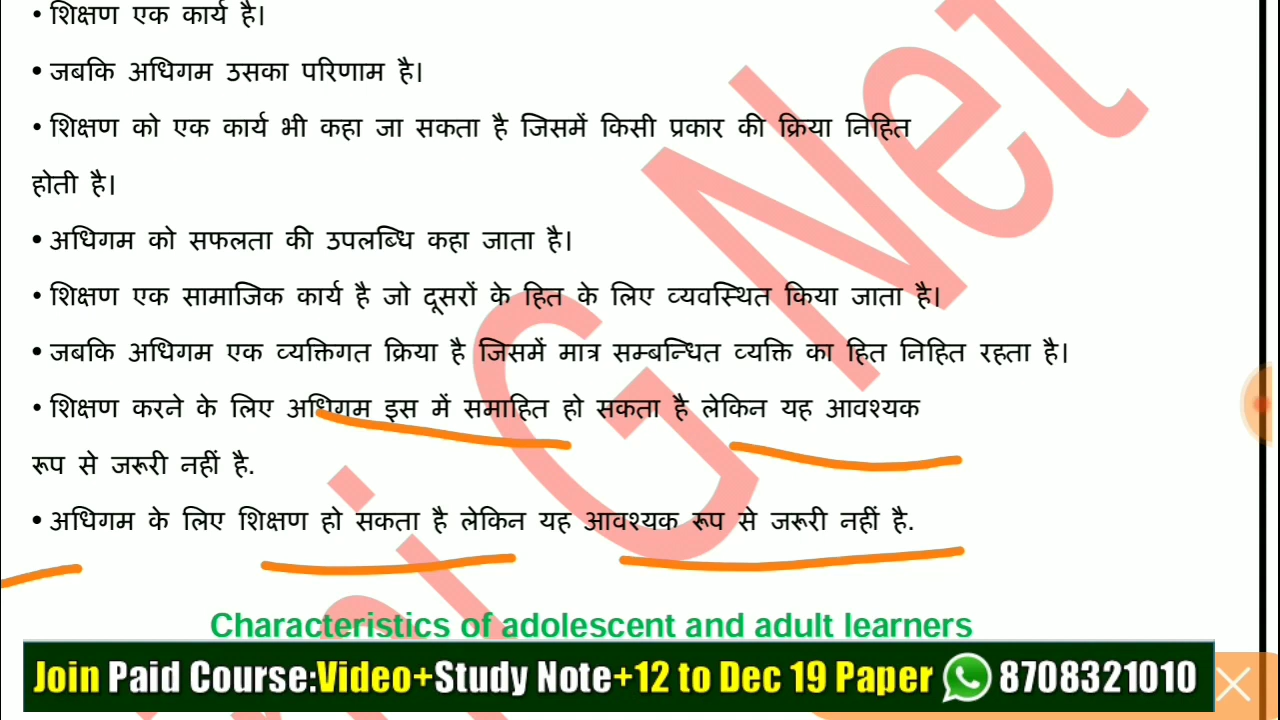 • शिक्षण एक कार्य है।
• जबकि अधिगम उसका परिणाम है।
• शिक्षण को एक कार्य भी कहा जा सकता है जिसमें किसी प्रकार की क्रिया निहित
होती है।
• अधिगम को सफलता की उपलब्धि कहा जाता है।
• शिक्षण एक सामाजिक कार्य है जो दूसरों के हित के लिए व्यवस्थित किया जाता है।
• जबकि अधिगम एक व्यक्तिगत क्रिया है जिसमें मात्र सम्बन्धित व्यक्ति का हित निहित रहता है।
• शिक्षण करने के लिए अधिगम इस में समाहित हो सकता है लेकिन यह आवश्यक
रूप से जरूरी नहीं है.
• अधिगम के लिए शिक्षण हो सकता है लेकिन यह आवश्यक रूप से जरूरी नहीं है.
Characteristics of adolescent and adult learners
Join Paid Course:Video+Study Note+12 to Dec 19 Paper 8708321010
G Net